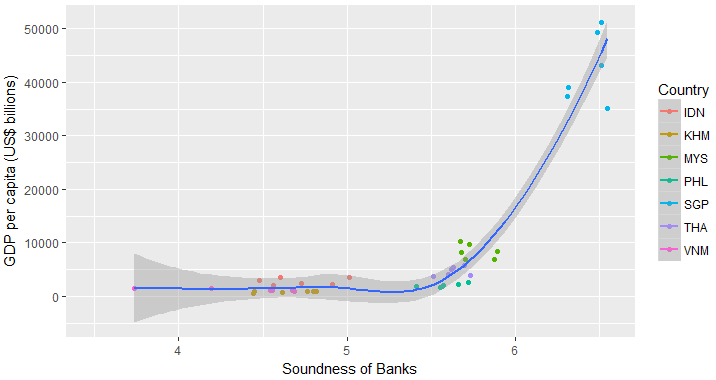 GDP per capita (US$ billions)
50000
40000
30000
20000
10000
0
4
5
6
Soundness of Banks
Country
IDN
KHM
MYS
PHL
SGP
THA
VNM